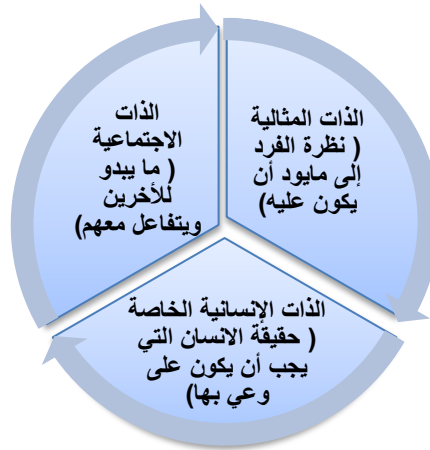 الذات المثالية
( نظرة الفرد
إلى مايود أن
يكون عليه)
الذات الإنسانية الخاصة
( حقيقة الانسان التي
يجب أن يكون على
وعي بها)
الذات
الاجتماعية
( ما يبدو
للأخرين
ويتفاعل معهم)